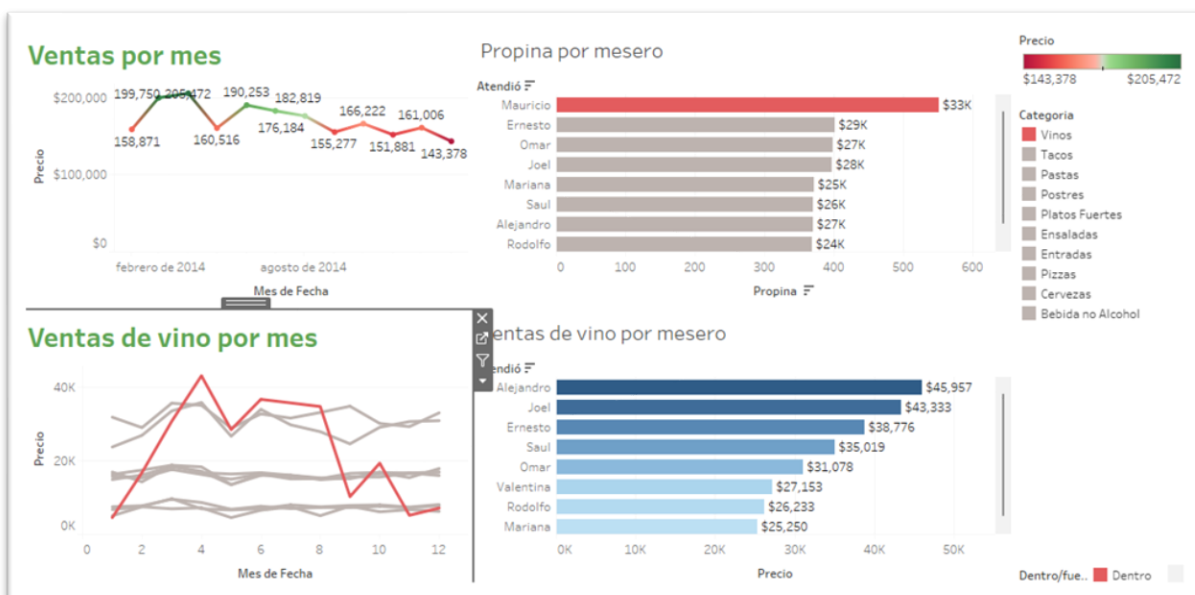 Ventas por mes
$200,000
$100,000
$0
Precio
199,750
205,472
190,253
182,819
166,222
161,006
158,871
160,516
176,184
155,277
151,881
143,378
febrero de 2014
agosto de 2014
Mes de Fecha
Propina por mesero
Atendió
Mauricio $33K
Ernesto $29K
Omar $27K
Joel $28K
Mariana $25K
Saul $26K
Alejandro $27K
Rodolfo $24K
0 100 200 300 400 500 600
Propina
Precio
$143,378 $205,472
Categoria
Vinos
Tacos
Pastas
Postres
Platos Fuertes
Ensaladas
Entradas
Pizzas
Cervezas
Bebida no Alcohol
Ventas de vino por mes
40K
20K
0K
Precio
0 2 4 6 8 10 12
Mes de Fecha
entas de vino por mesero
endió
Alejandro $45,957
Joel $43,333
Ernesto $38,776
Saul $35,019
Omar $31,078
Valentina $27,153
Rodolfo $26,233
Mariana $25,250
0K 10K 20K 30K 40K 50K
Precio
Dentro/fue.. Dentro